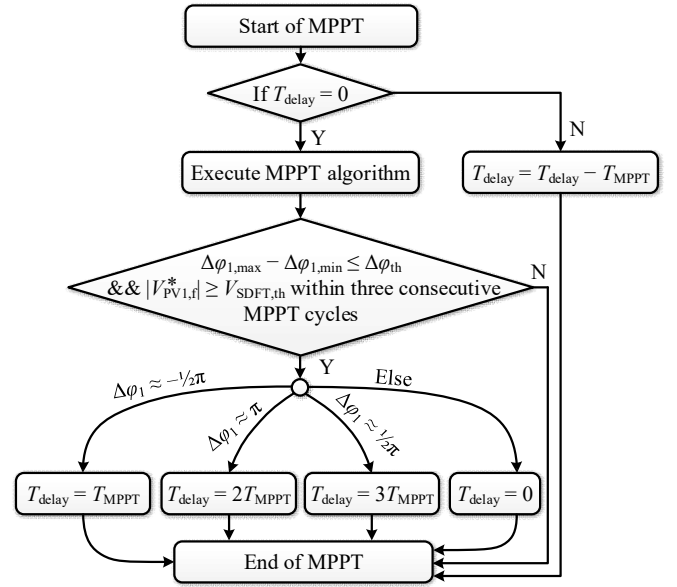 Start of MPPT
If T_delay = 0
N
Y
Execute MPPT algorithm
T_delay = T_delay − T_MPPT
Δφ_1,max − Δφ_1,min ≤ Δφ_th
N
&& |V*_PV1,f| ≥ V_SDFT,th within three consecutive
MPPT cycles
Y
Δφ_1 ≈ −½π
Δφ_1 ≈ π
Δφ_1 ≈ ½π
Else
T_delay = T_MPPT
T_delay = 2T_MPPT
T_delay = 3T_MPPT
T_delay = 0
End of MPPT